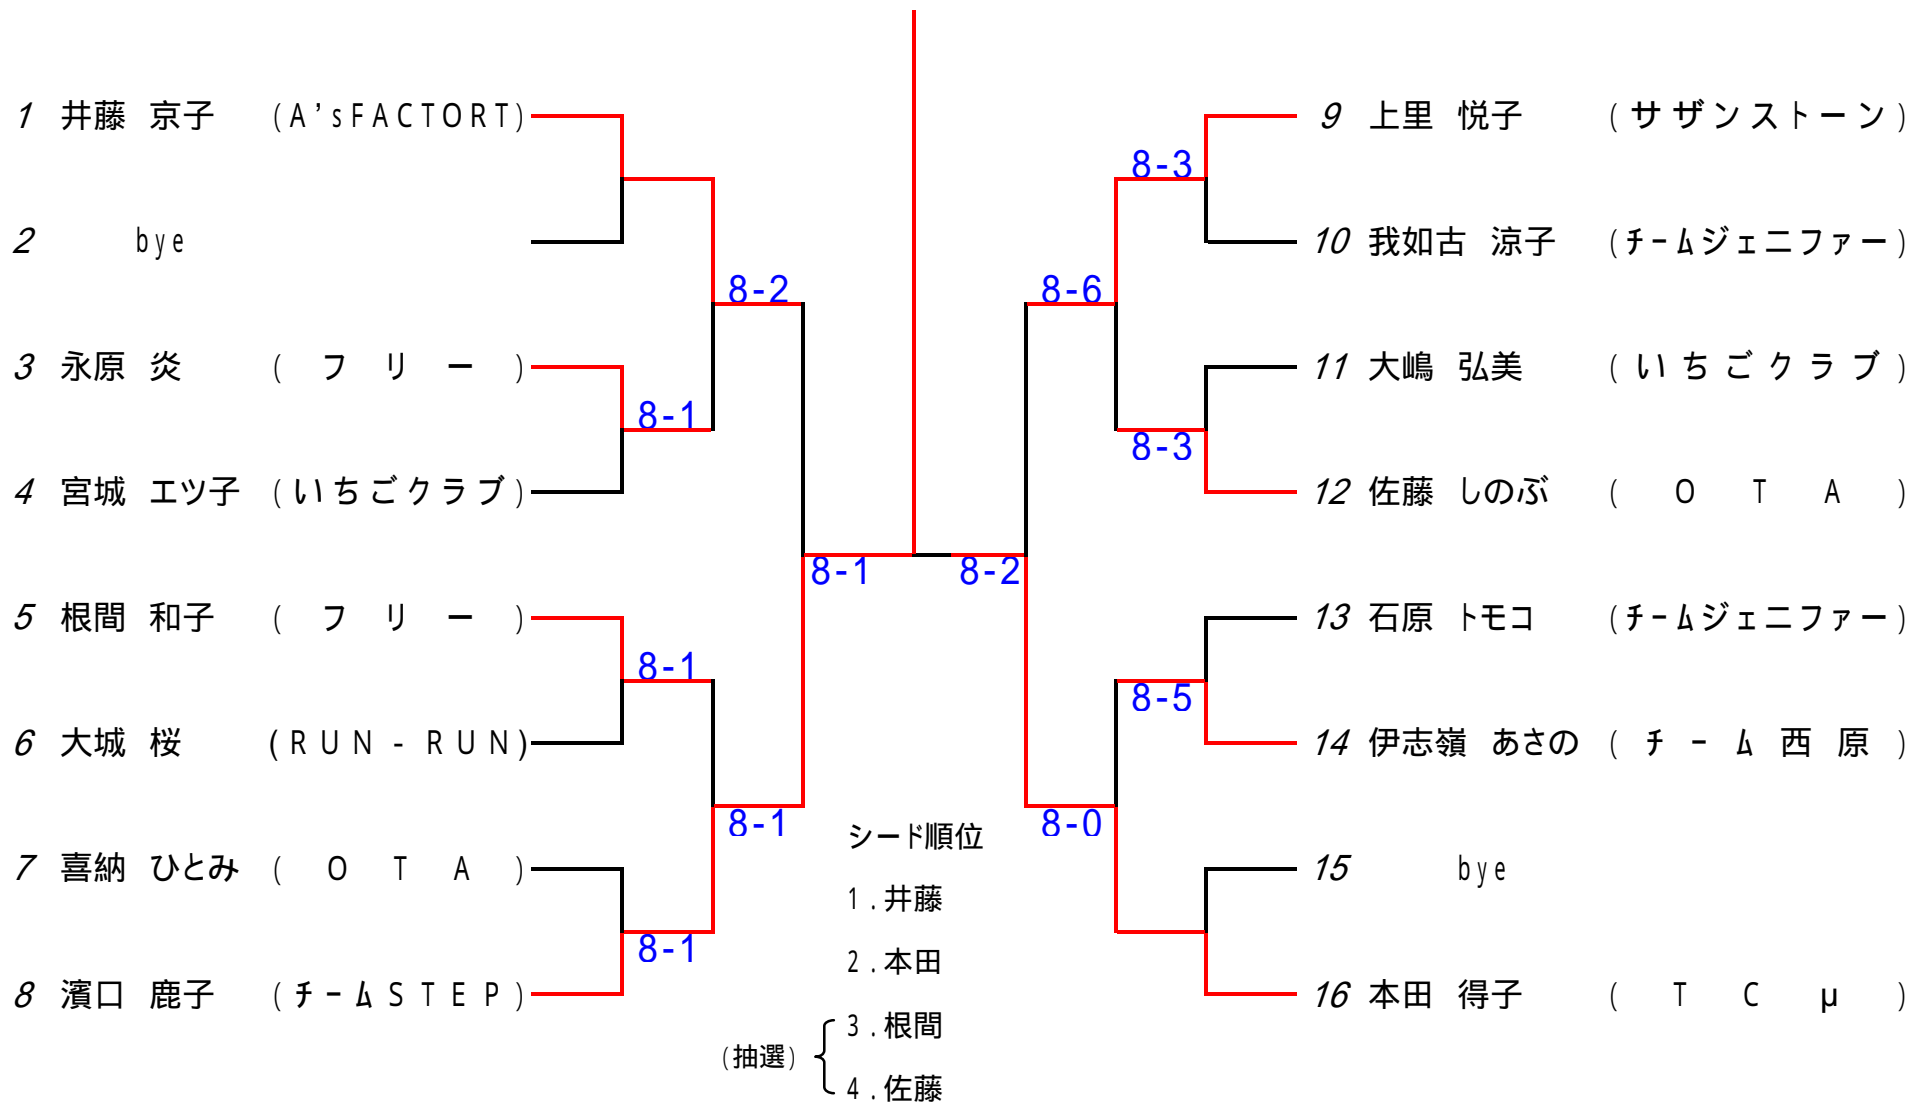 1 井藤 京子 (A'sFACTORT)
2 bye
8-2
3 永原 炎 (フリー)
8-1
4 宮城 エツ子 (いちごクラブ)
8-1
5 根間 和子 (フリー)
8-1
6 大城 桜 (RUN-RUN)
8-1
7 喜納 ひとみ (OTA)
8-1
8 濱口 鹿子 (チームSTEP)
9 上里 悦子 (サザンストーン)
8-3
10 我如古 涼子 (チームジェニファー)
8-6
11 大嶋 弘美 (いちごクラブ)
8-3
12 佐藤 しのぶ (OTA)
8-2
13 石原 トモコ (チームジェニファー)
8-5
14 伊志嶺 あさの (チーム西原)
8-0
15 bye
16 本田 得子 (TCμ)
シード順位
1.井藤
2.本田
3.根間
(抽選)
4.佐藤